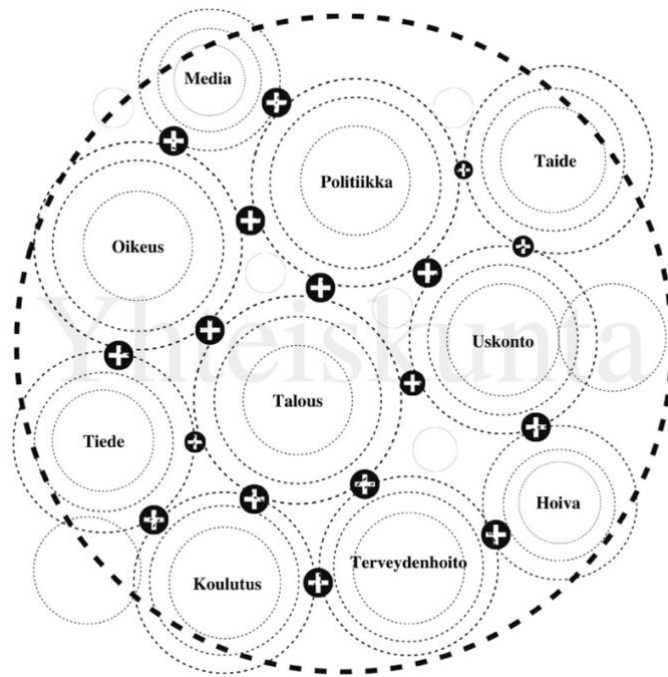 Media
Politiikka
Taide
Oikeus
Yhteiskunta
Uskonto
Talous
Tiede
Hoiva
Koulutus
Terveydenhoito